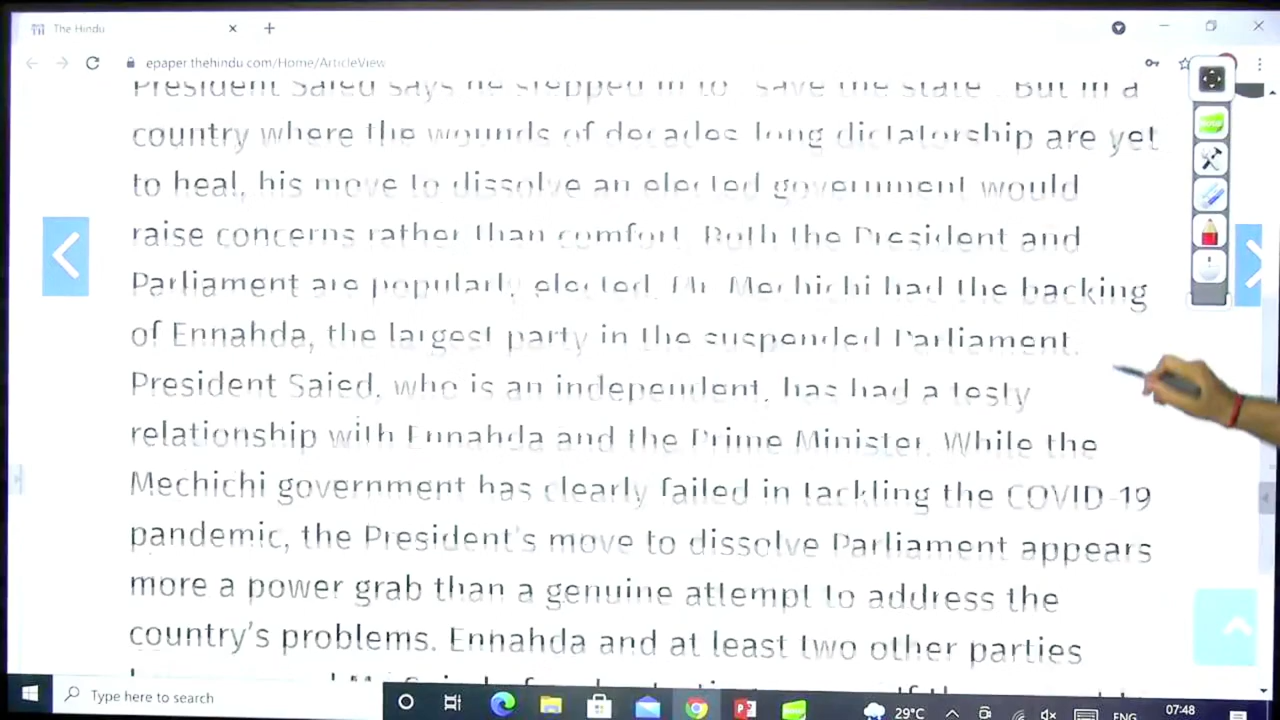 The Hindu
epaper.thehindu.com/Home/ArticleView
President Saied says he stepped in to "save the state". But in a
country where the wounds of decades long dictatorship are yet
to heal, his move to dissolve an elected government would
raise concerns rather than comfort. Both the President and
Parliament are popularly elected. Mr. Mechichi had the backing
of Ennahda, the largest party in the suspended Parliament.
President Saied, who is an independent, has had a testy
relationship with Ennahda and the Prime Minister. While the
Mechichi government has clearly failed in tackling the COVID-19
pandemic, the President's move to dissolve Parliament appears
more a power grab than a genuine attempt to address the
country's problems. Ennahda and at least two other parties
Type here to search
29°C
ENG
07:48